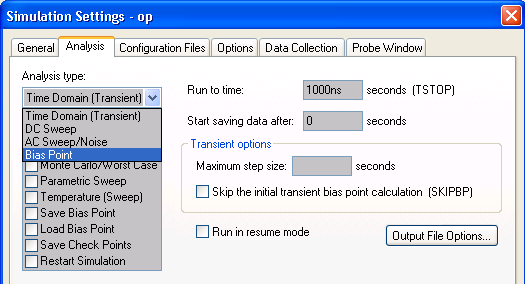 Simulation Settings - op
General
Analysis
Configuration Files
Options
Data Collection
Probe Window
Analysis type:
Time Domain (Transient)
Time Domain (Transient)
DC Sweep
AC Sweep/Noise
Bias Point
Monte Carlo/Worst Case
Parametric Sweep
Temperature (Sweep)
Save Bias Point
Load Bias Point
Save Check Points
Restart Simulation
Run to time: 1000ns seconds (TSTOP)
Start saving data after: 0 seconds
Transient options
Maximum step size: seconds
Skip the initial transient bias point calculation (SKIPBP)
Run in resume mode
Output File Options...